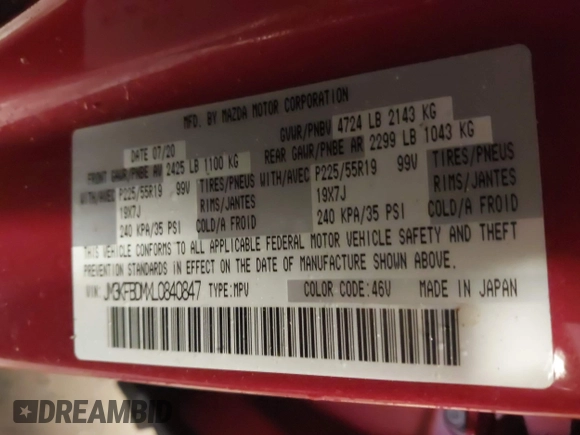 MFD. BY MAZDA MOTOR CORPORATION
DATE 07/20 GVWR/PNBV 4724 LB 2143 KG
FRONT GAWR/PNBE AV 2425 LB 1100 KG REAR GAWR/PNBE AR 2299 LB 1043 KG
WITH/AVEC P225/55R19 99V TIRES/PNEUS WITH/AVEC P225/55R19 99V TIRES/PNEUS
19X7J RIMS/JANTES 19X7J RIMS/JANTES
240 KPA/35 PSI COLD/A FROID 240 KPA/35 PSI COLD/A FROID
THIS VEHICLE CONFORMS TO ALL APPLICABLE FEDERAL MOTOR VEHICLE SAFETY AND THEFT
PREVENTION STANDARDS IN EFFECT ON THE DATE OF MANUFACTURE SHOWN ABOVE.
VIN: JM3KFBDMXL0840847 TYPE:MPV COLOR CODE:46V MADE IN JAPAN
DREAMBID